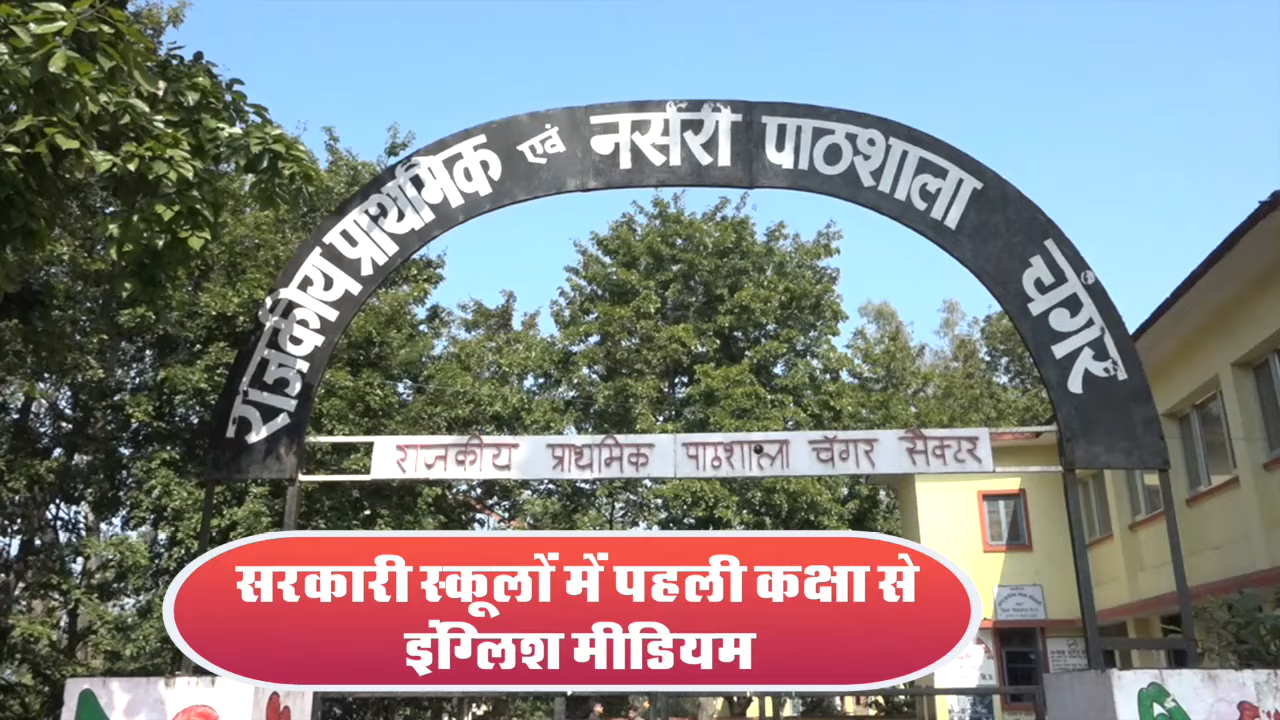 राजकीय प्राथमिक एवं नर्सरी पाठशाला चंगर
राजकीय प्राथमिक पाठशाला चँगर सैक्टर
सरकारी स्कूलों में पहली कक्षा से
इंग्लिश मीडियम